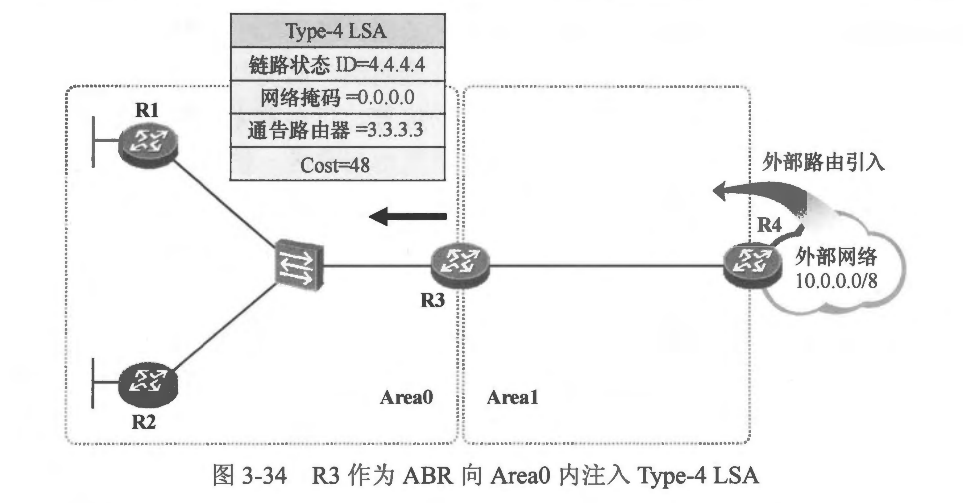 Type-4 LSA
链路状态 ID=4.4.4.4
网络掩码 =0.0.0.0
通告路由器 =3.3.3.3
Cost=48
R1
外部路由引入
R4
外部网络
10.0.0.0/8
R3
R2
Area0
Area1
图 3-34 R3 作为 ABR 向 Area0 内注入 Type-4 LSA